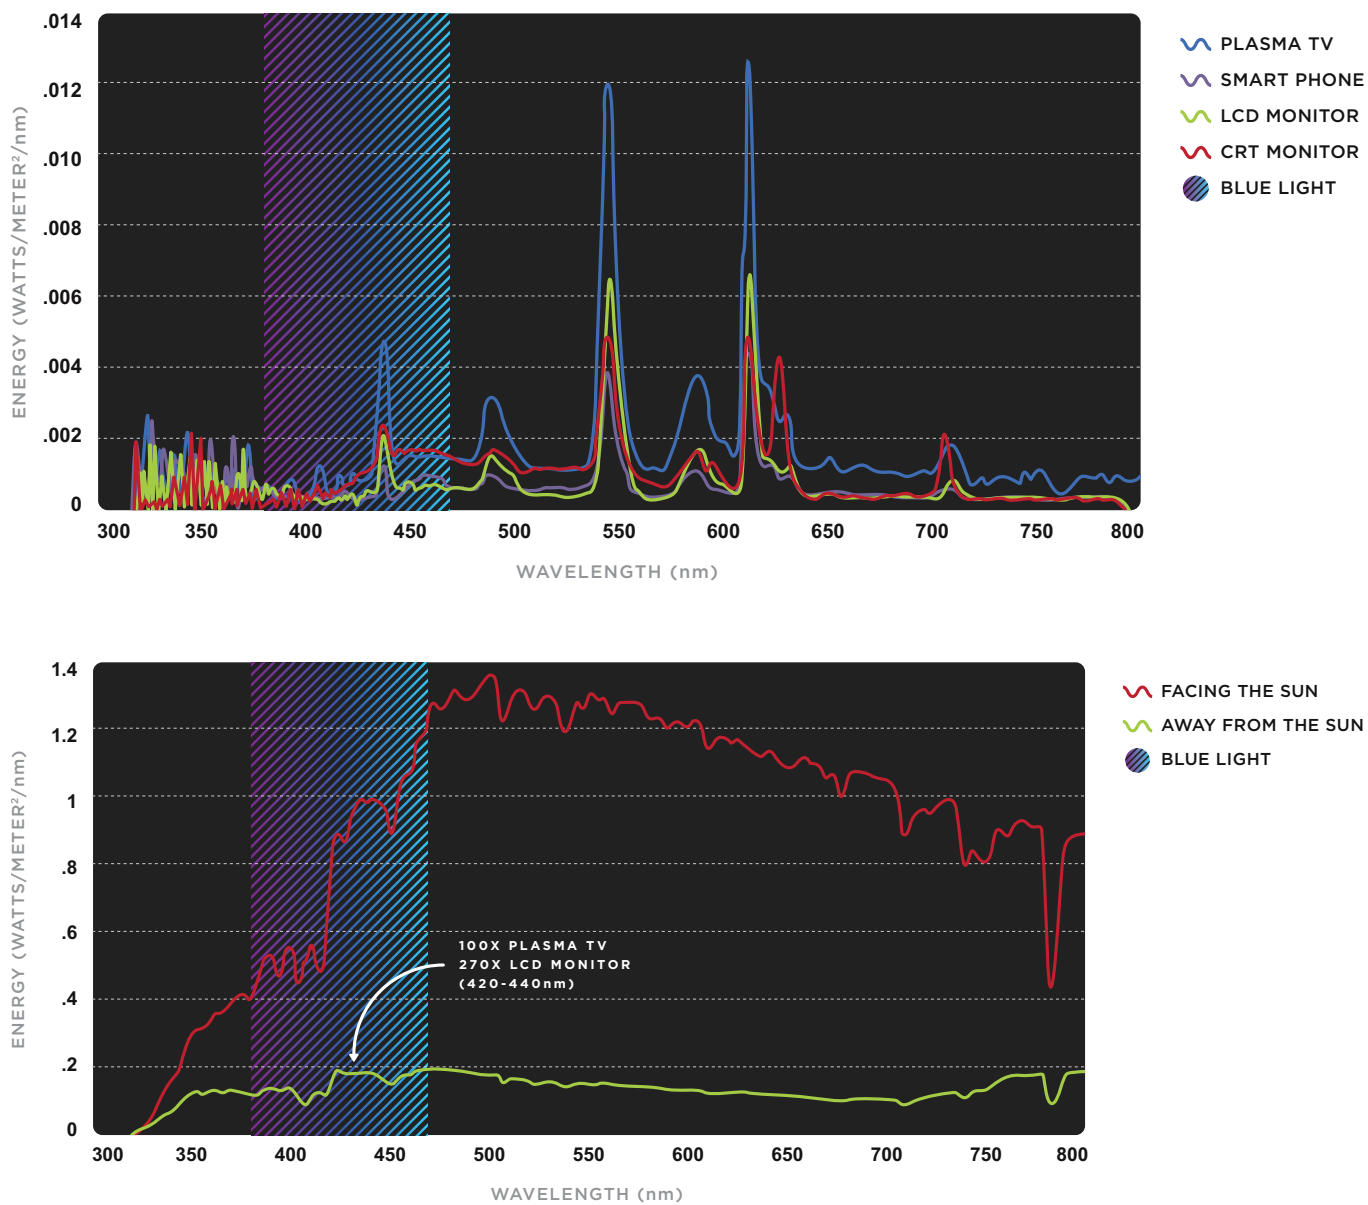 .014
.012
.010
.008
.006
.004
.002
0
ENERGY (WATTS/METER²/nm)
300 350 400 450 500 550 600 650 700 750 800
WAVELENGTH (nm)
PLASMA TV
SMART PHONE
LCD MONITOR
CRT MONITOR
BLUE LIGHT
1.4
1.2
1
.8
.6
.4
.2
0
ENERGY (WATTS/METER²/nm)
100X PLASMA TV
270X LCD MONITOR
(420-440nm)
300 350 400 450 500 550 600 650 700 750 800
WAVELENGTH (nm)
FACING THE SUN
AWAY FROM THE SUN
BLUE LIGHT